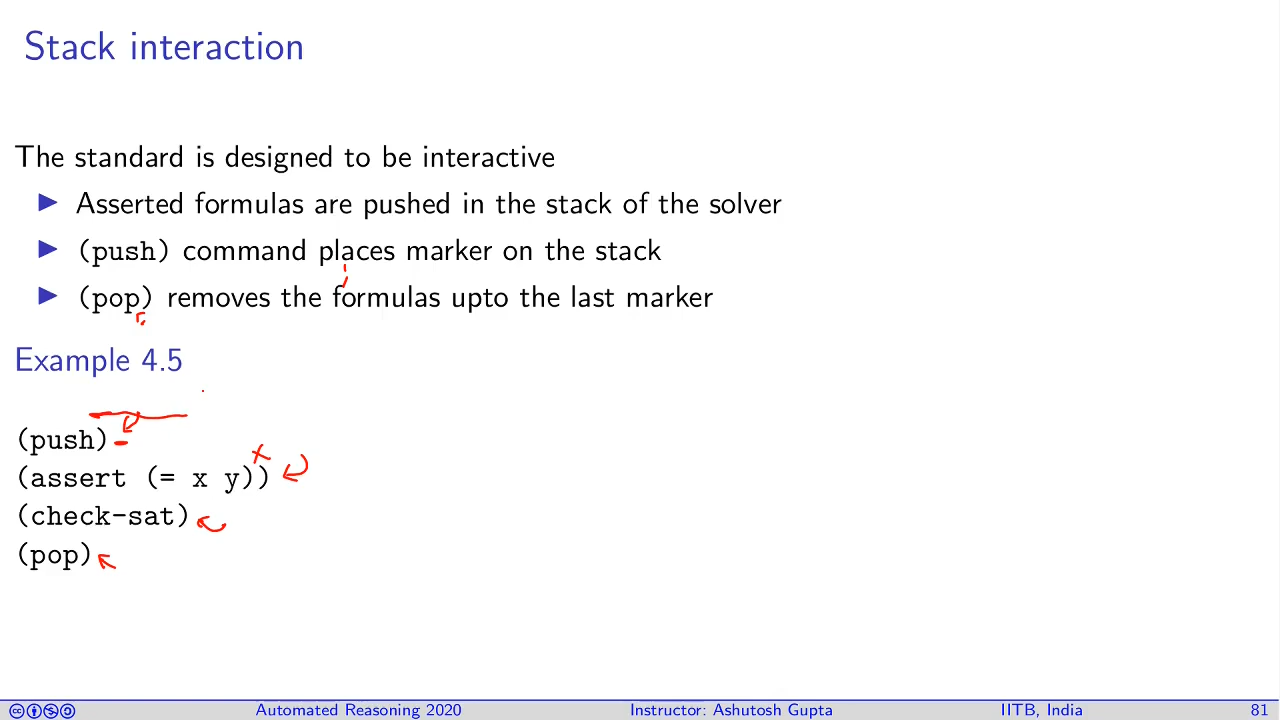 Stack interaction
The standard is designed to be interactive
Asserted formulas are pushed in the stack of the solver
(push) command places marker on the stack
(pop) removes the formulas upto the last marker
Example 4.5
(push)
(assert (= x y))
(check-sat)
(pop)
Automated Reasoning 2020 Instructor: Ashutosh Gupta IITB, India 81